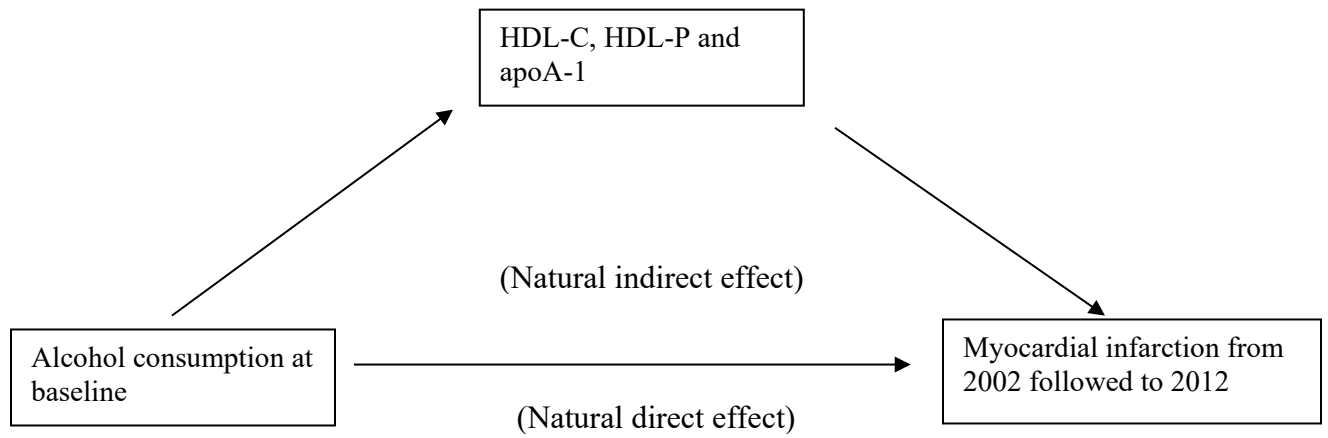 HDL-C, HDL-P and
apoA-1
(Natural indirect effect)
Alcohol consumption at
baseline
Myocardial infarction from
2002 followed to 2012
(Natural direct effect)